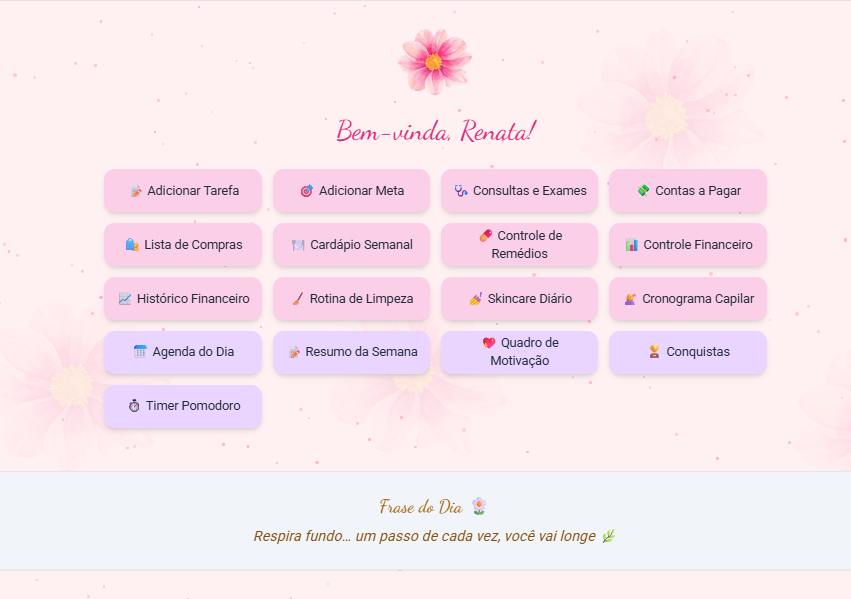 Bem-vinda, Renata!
📝 Adicionar Tarefa
🎯 Adicionar Meta
🩺 Consultas e Exames
💸 Contas a Pagar
🛍️ Lista de Compras
🍽️ Cardápio Semanal
💊 Controle de
Remédios
📊 Controle Financeiro
📈 Histórico Financeiro
🧹 Rotina de Limpeza
💅 Skincare Diário
💇‍♀️ Cronograma Capilar
📅 Agenda do Dia
📝 Resumo da Semana
💖 Quadro de
Motivação
🏆 Conquistas
⏱️ Timer Pomodoro
Frase do Dia 🌸
Respira fundo... um passo de cada vez, você vai longe 🌿